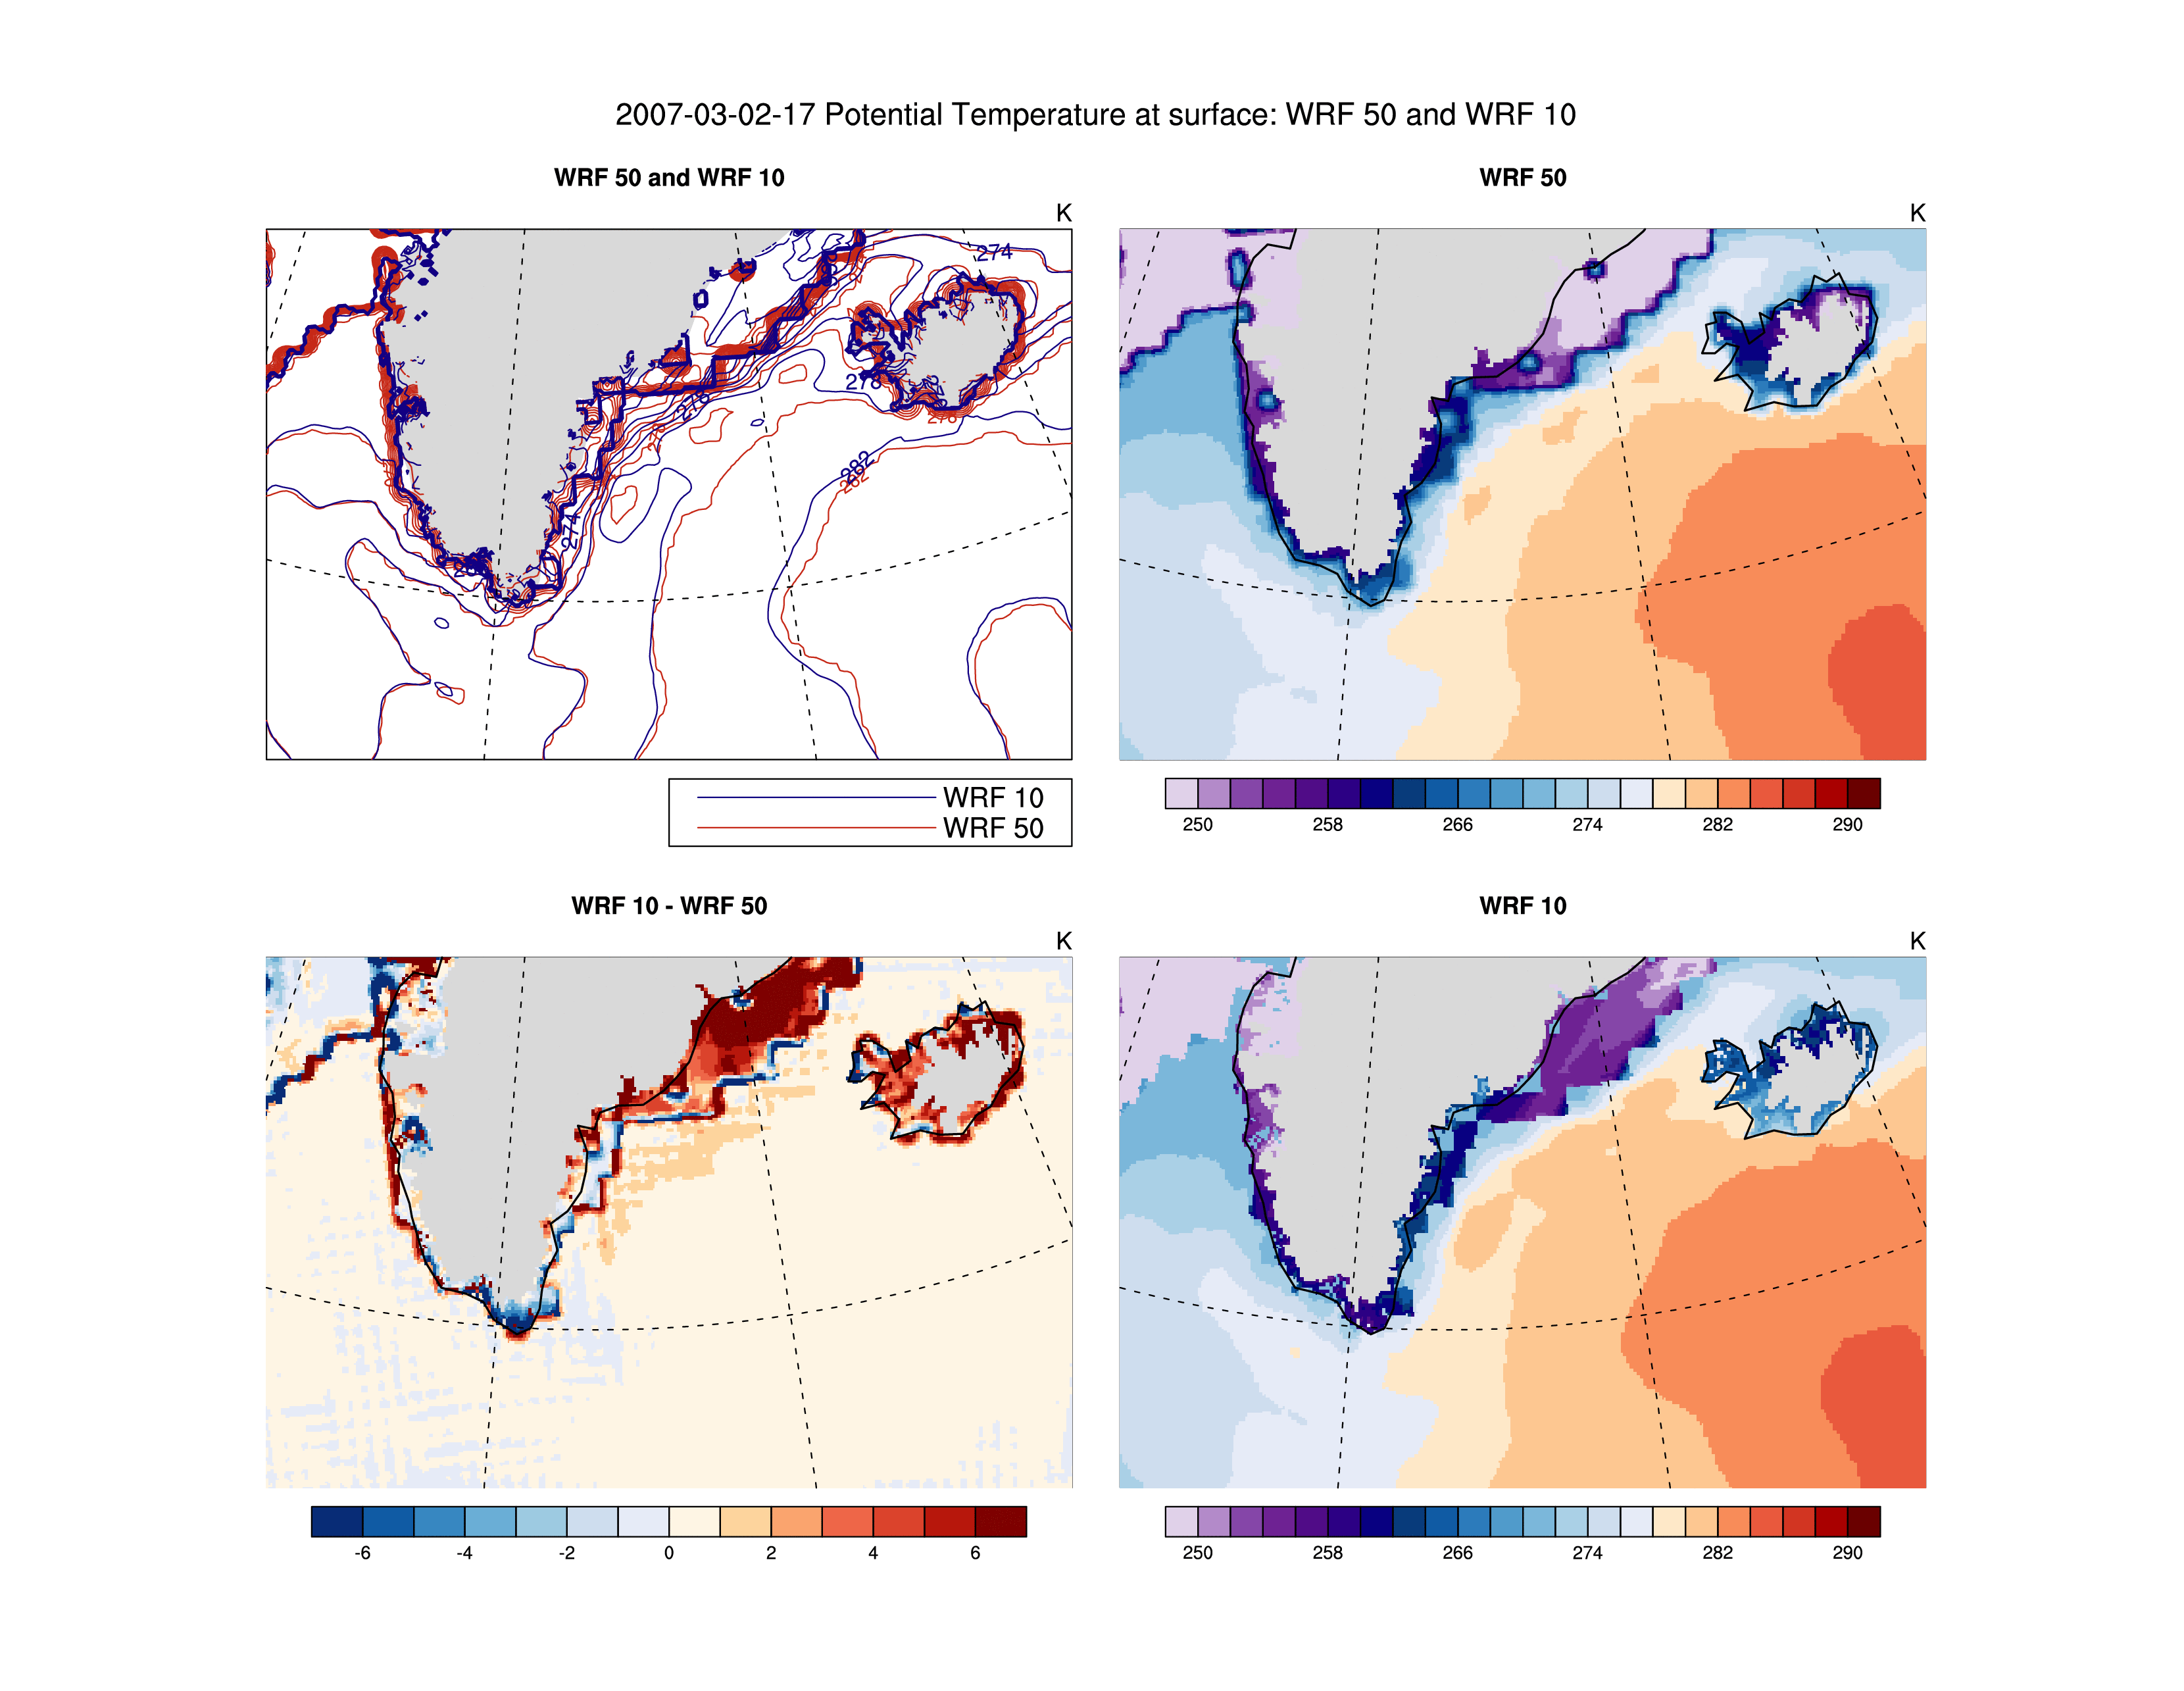 2007-03-02-17 Potential Temperature at surface: WRF 50 and WRF 10
WRF 50 and WRF 10
K
274
278
278
282
282
274
WRF 10
WRF 50
WRF 50
K
250 258 266 274 282 290
WRF 10 - WRF 50
K
-6 -4 -2 0 2 4 6
WRF 10
K
250 258 266 274 282 290